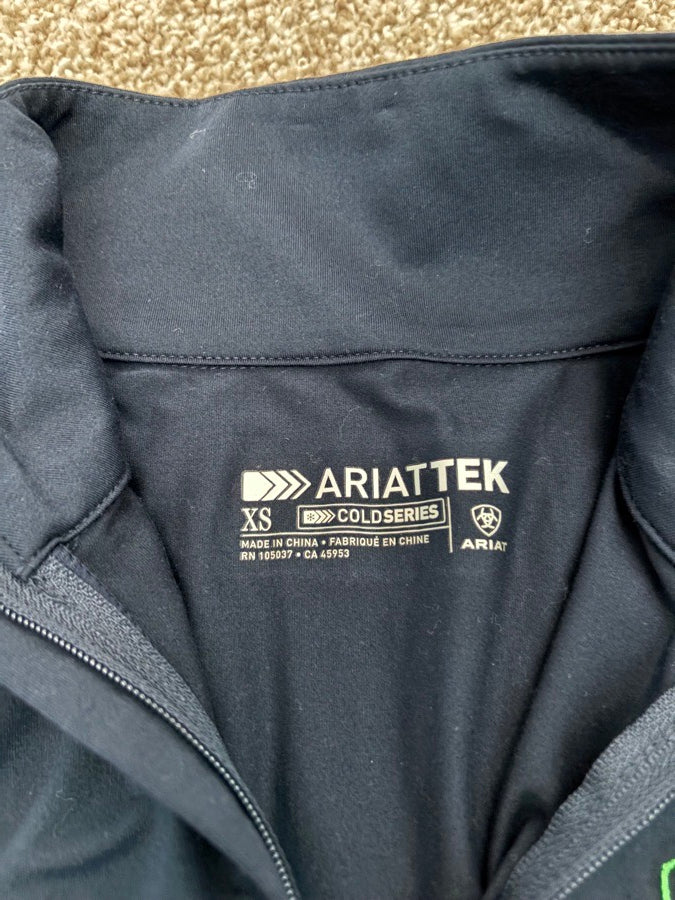 ARIATTEK
XS COLDSERIES
MADE IN CHINA • FABRIQUÉ EN CHINE
RN 105037 • CA 45953
ARIAT